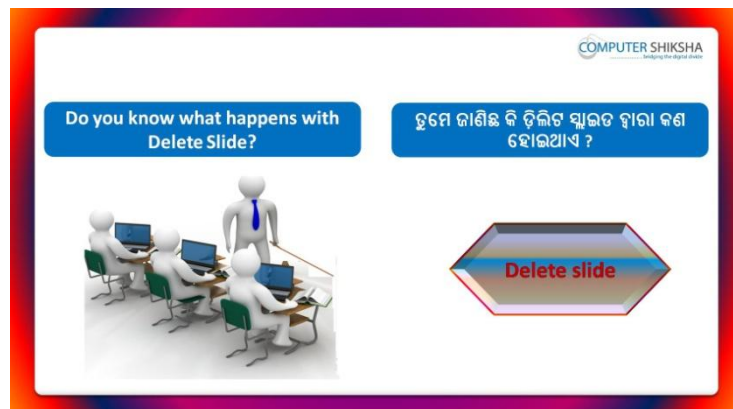 COMPUTER SHIKSHA
bridging the digital divide
Do you know what happens with
Delete Slide?
ତୁମେ ଜାଣିଛ କି ଡ଼ିଲିଟ ସ୍ଲାଇଡ ଦ୍ୱାରା କଣ
ହୋଇଥାଏ ?
Delete slide